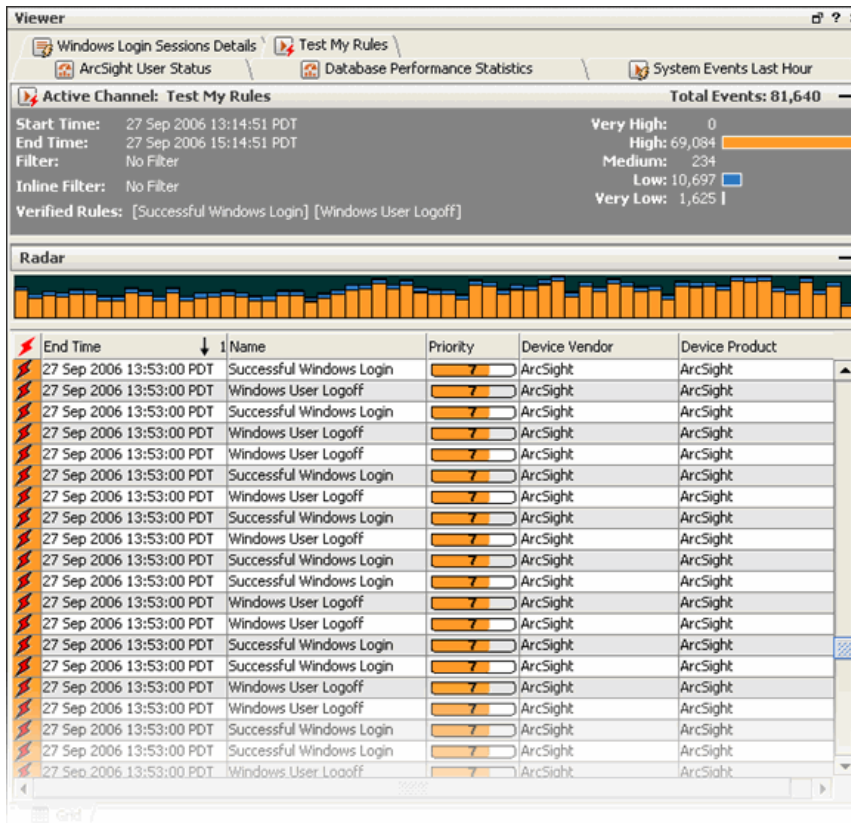 Viewer ?
Windows Login Sessions Details Test My Rules
ArcSight User Status Database Performance Statistics System Events Last Hour
Active Channel: Test My Rules Total Events: 81,640
Start Time: 27 Sep 2006 13:14:51 PDT Very High: 0
End Time: 27 Sep 2006 15:14:51 PDT High: 69,084
Filter: No Filter Medium: 234
Inline Filter: No Filter Low: 10,697
Verified Rules: [Successful Windows Login] [Windows User Logoff] Very Low: 1,625
Radar
End Time 1 Name Priority Device Vendor Device Product
27 Sep 2006 13:53:00 PDT Successful Windows Login 7 ArcSight ArcSight
27 Sep 2006 13:53:00 PDT Windows User Logoff 7 ArcSight ArcSight
27 Sep 2006 13:53:00 PDT Successful Windows Login 7 ArcSight ArcSight
27 Sep 2006 13:53:00 PDT Windows User Logoff 7 ArcSight ArcSight
27 Sep 2006 13:53:00 PDT Windows User Logoff 7 ArcSight ArcSight
27 Sep 2006 13:53:00 PDT Successful Windows Login 7 ArcSight ArcSight
27 Sep 2006 13:53:00 PDT Windows User Logoff 7 ArcSight ArcSight
27 Sep 2006 13:53:00 PDT Successful Windows Login 7 ArcSight ArcSight
27 Sep 2006 13:53:00 PDT Windows User Logoff 7 ArcSight ArcSight
27 Sep 2006 13:53:00 PDT Successful Windows Login 7 ArcSight ArcSight
27 Sep 2006 13:53:00 PDT Successful Windows Login 7 ArcSight ArcSight
27 Sep 2006 13:53:00 PDT Windows User Logoff 7 ArcSight ArcSight
27 Sep 2006 13:53:00 PDT Windows User Logoff 7 ArcSight ArcSight
27 Sep 2006 13:53:00 PDT Successful Windows Login 7 ArcSight ArcSight
27 Sep 2006 13:53:00 PDT Successful Windows Login 7 ArcSight ArcSight
27 Sep 2006 13:53:00 PDT Windows User Logoff 7 ArcSight ArcSight
27 Sep 2006 13:53:00 PDT Windows User Logoff 7 ArcSight ArcSight
27 Sep 2006 13:53:00 PDT Successful Windows Login 7 ArcSight ArcSight
27 Sep 2006 13:53:00 PDT Successful Windows Login 7 ArcSight ArcSight
27 Sep 2006 13:53:00 PDT Windows User Logoff 7 ArcSight ArcSight
Grid